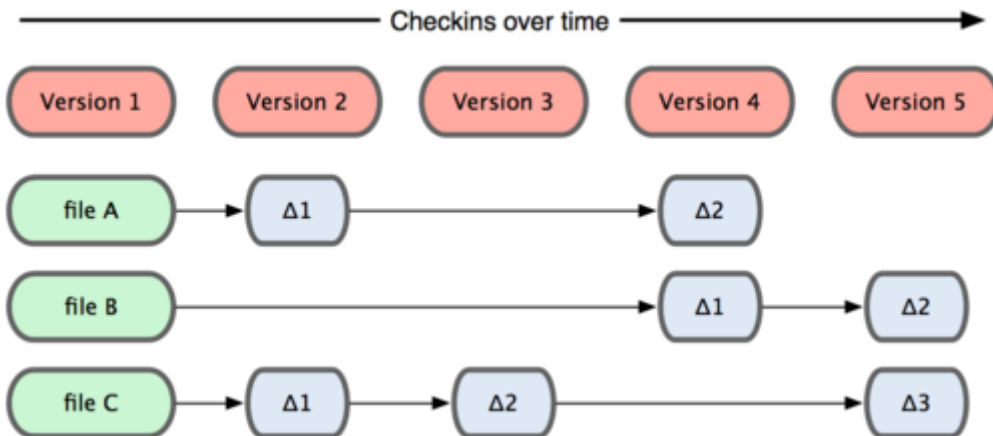 Checkins over time
Version 1 Version 2 Version 3 Version 4 Version 5
file A Δ1 Δ2
file B Δ1 Δ2
file C Δ1 Δ2 Δ3